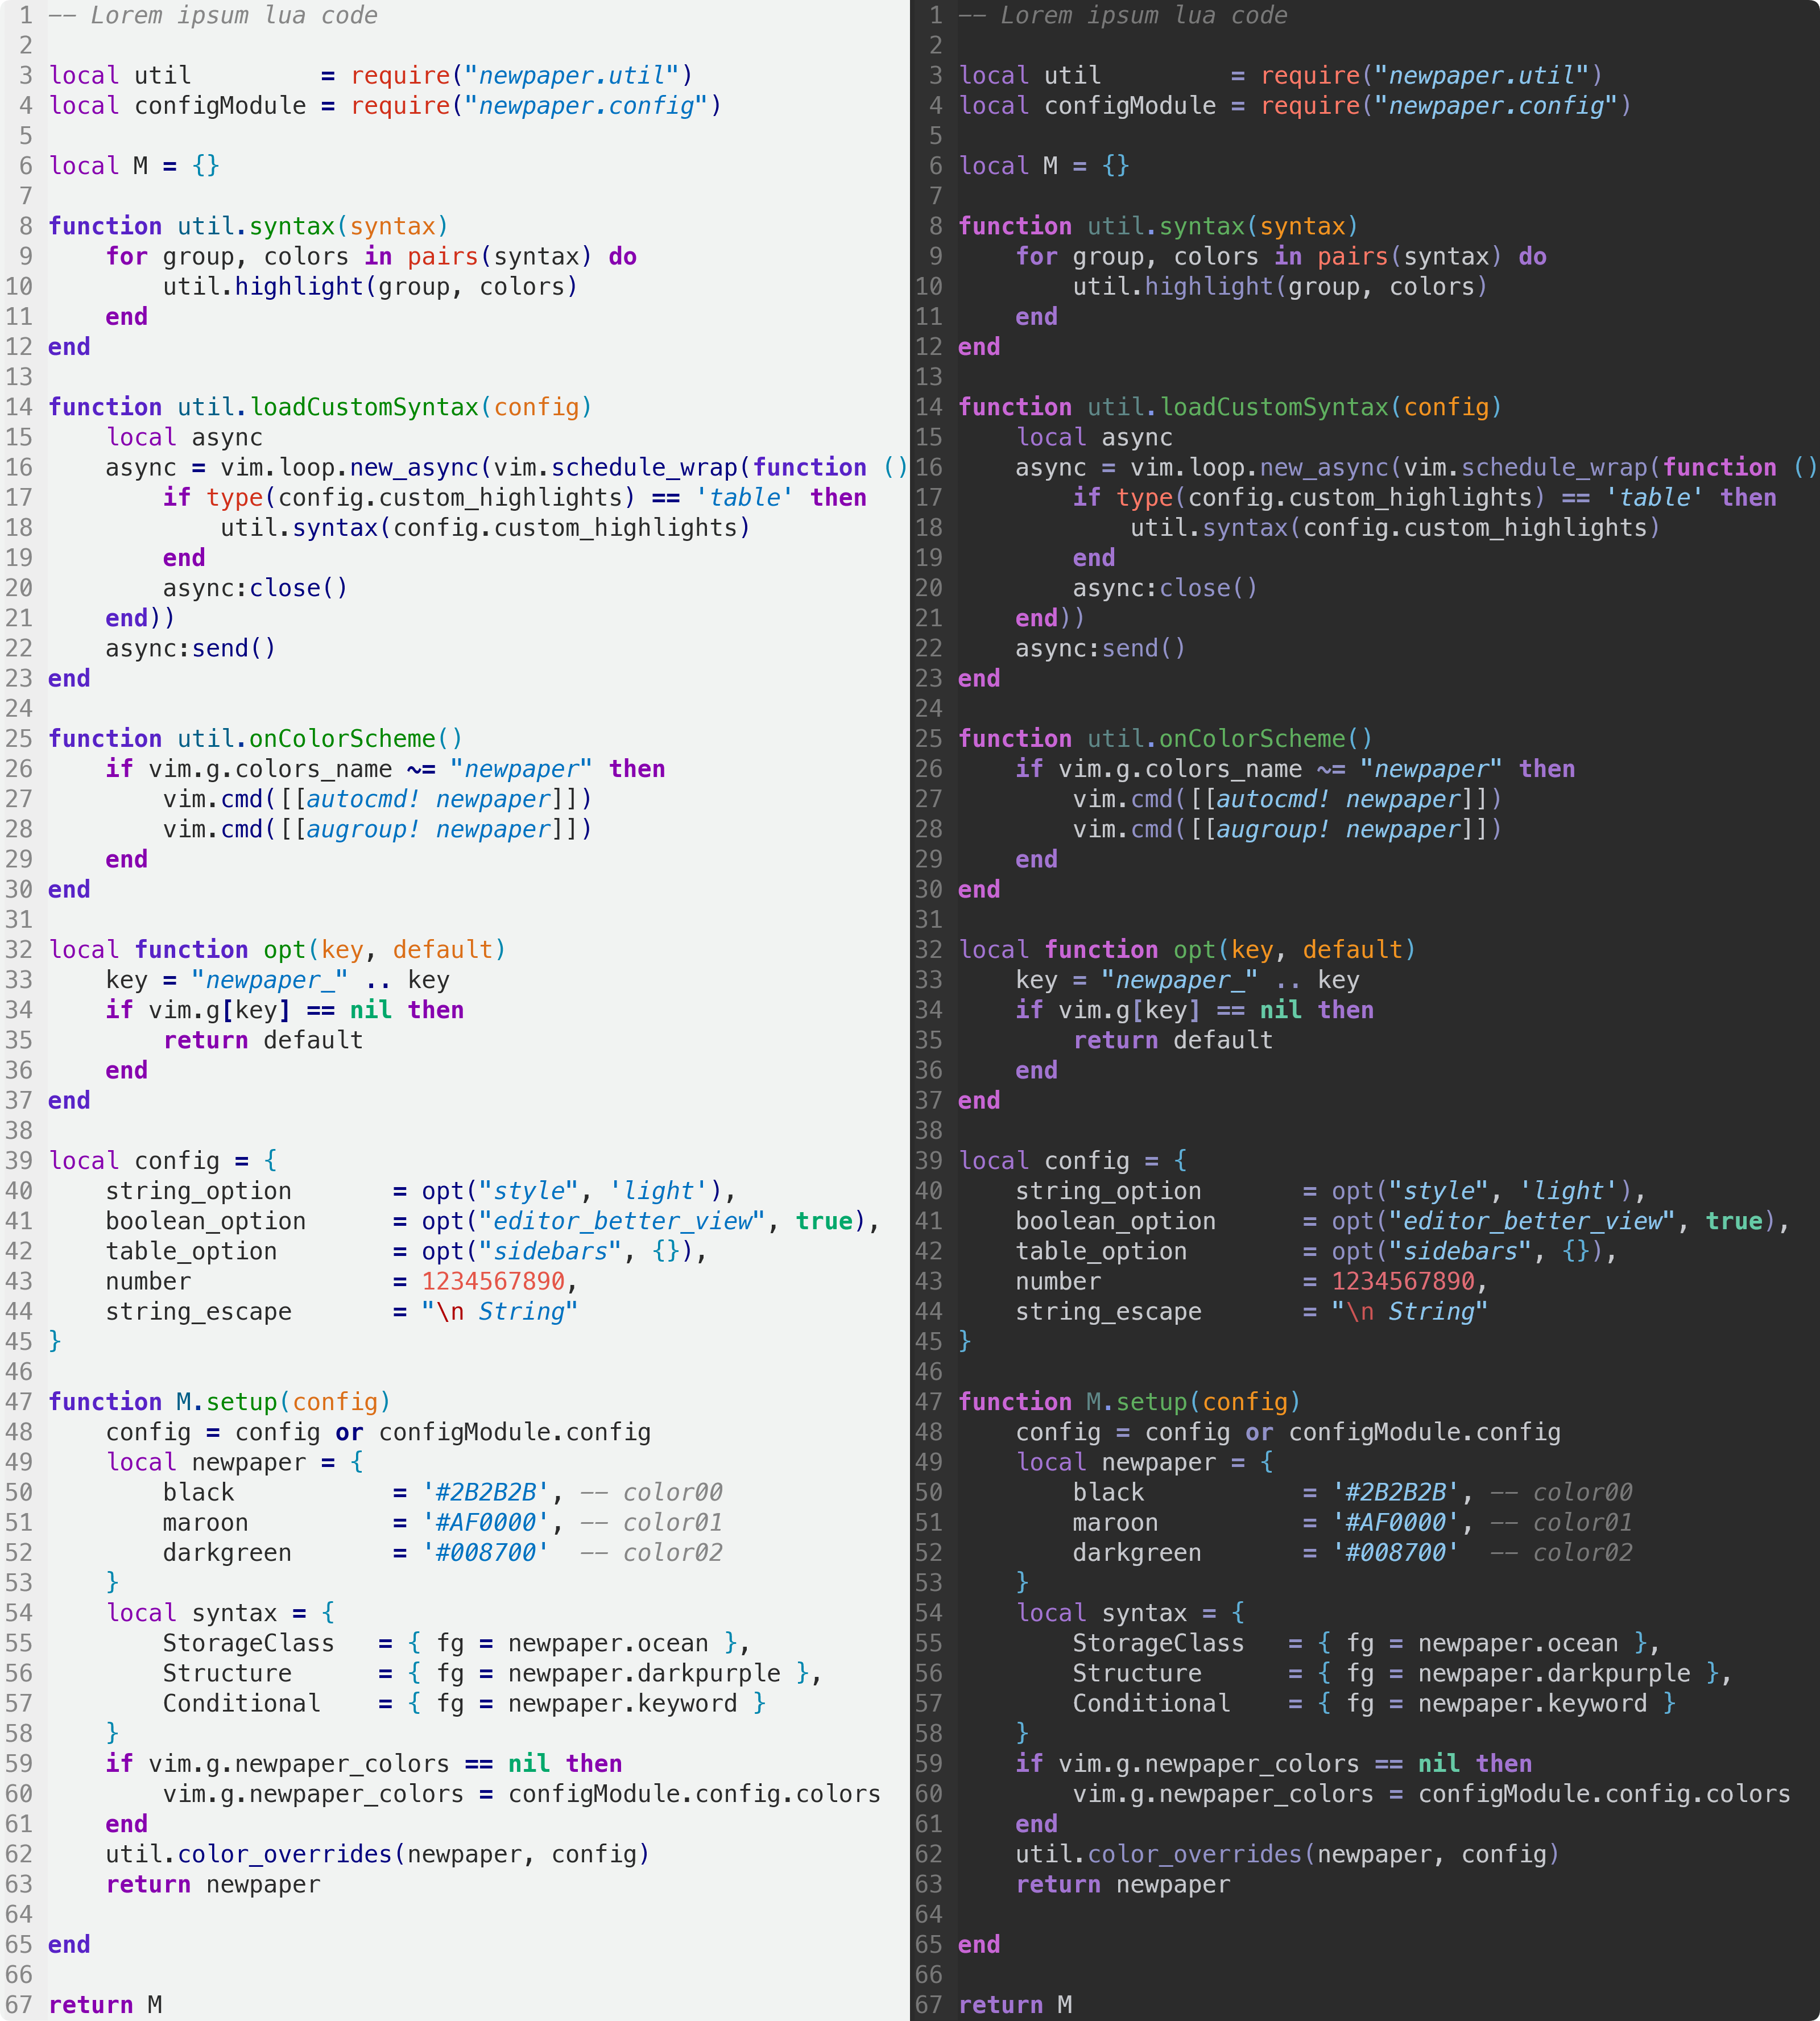 1 -- Lorem ipsum lua code
2
3 local util         = require("newpaper.util")
4 local configModule = require("newpaper.config")
5
6 local M = {}
7
8 function util.syntax(syntax)
9     for group, colors in pairs(syntax) do
10         util.highlight(group, colors)
11     end
12 end
13
14 function util.loadCustomSyntax(config)
15     local async
16     async = vim.loop.new_async(vim.schedule_wrap(function ()
17         if type(config.custom_highlights) == 'table' then
18             util.syntax(config.custom_highlights)
19         end
20         async:close()
21     end))
22     async:send()
23 end
24
25 function util.onColorScheme()
26     if vim.g.colors_name ~= "newpaper" then
27         vim.cmd([[autocmd! newpaper]])
28         vim.cmd([[augroup! newpaper]])
29     end
30 end
31
32 local function opt(key, default)
33     key = "newpaper_" .. key
34     if vim.g[key] == nil then
35         return default
36     end
37 end
38
39 local config = {
40     string_option       = opt("style", 'light'),
41     boolean_option      = opt("editor_better_view", true),
42     table_option        = opt("sidebars", {}),
43     number              = 1234567890,
44     string_escape       = "\n String"
45 }
46
47 function M.setup(config)
48     config = config or configModule.config
49     local newpaper = {
50         black           = '#2B2B2B', -- color00
51         maroon          = '#AF0000', -- color01
52         darkgreen       = '#008700'  -- color02
53     }
54     local syntax = {
55         StorageClass   = { fg = newpaper.ocean },
56         Structure      = { fg = newpaper.darkpurple },
57         Conditional    = { fg = newpaper.keyword }
58     }
59     if vim.g.newpaper_colors == nil then
60         vim.g.newpaper_colors = configModule.config.colors
61     end
62     util.color_overrides(newpaper, config)
63     return newpaper
64
65 end
66
67 return M
1 -- Lorem ipsum lua code
2
3 local util         = require("newpaper.util")
4 local configModule = require("newpaper.config")
5
6 local M = {}
7
8 function util.syntax(syntax)
9     for group, colors in pairs(syntax) do
10         util.highlight(group, colors)
11     end
12 end
13
14 function util.loadCustomSyntax(config)
15     local async
16     async = vim.loop.new_async(vim.schedule_wrap(function ()
17         if type(config.custom_highlights) == 'table' then
18             util.syntax(config.custom_highlights)
19         end
20         async:close()
21     end))
22     async:send()
23 end
24
25 function util.onColorScheme()
26     if vim.g.colors_name ~= "newpaper" then
27         vim.cmd([[autocmd! newpaper]])
28         vim.cmd([[augroup! newpaper]])
29     end
30 end
31
32 local function opt(key, default)
33     key = "newpaper_" .. key
34     if vim.g[key] == nil then
35         return default
36     end
37 end
38
39 local config = {
40     string_option       = opt("style", 'light'),
41     boolean_option      = opt("editor_better_view", true),
42     table_option        = opt("sidebars", {}),
43     number              = 1234567890,
44     string_escape       = "\n String"
45 }
46
47 function M.setup(config)
48     config = config or configModule.config
49     local newpaper = {
50         black           = '#2B2B2B', -- color00
51         maroon          = '#AF0000', -- color01
52         darkgreen       = '#008700'  -- color02
53     }
54     local syntax = {
55         StorageClass   = { fg = newpaper.ocean },
56         Structure      = { fg = newpaper.darkpurple },
57         Conditional    = { fg = newpaper.keyword }
58     }
59     if vim.g.newpaper_colors == nil then
60         vim.g.newpaper_colors = configModule.config.colors
61     end
62     util.color_overrides(newpaper, config)
63     return newpaper
64
65 end
66
67 return M